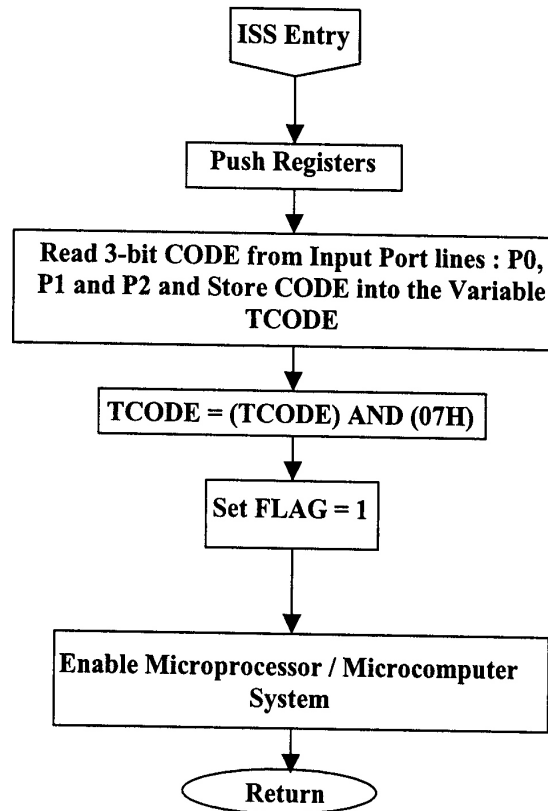 ISS Entry
Push Registers
Read 3-bit CODE from Input Port lines : P0,
P1 and P2 and Store CODE into the Variable
TCODE
TCODE = (TCODE) AND (07H)
Set FLAG = 1
Enable Microprocessor / Microcomputer
System
Return